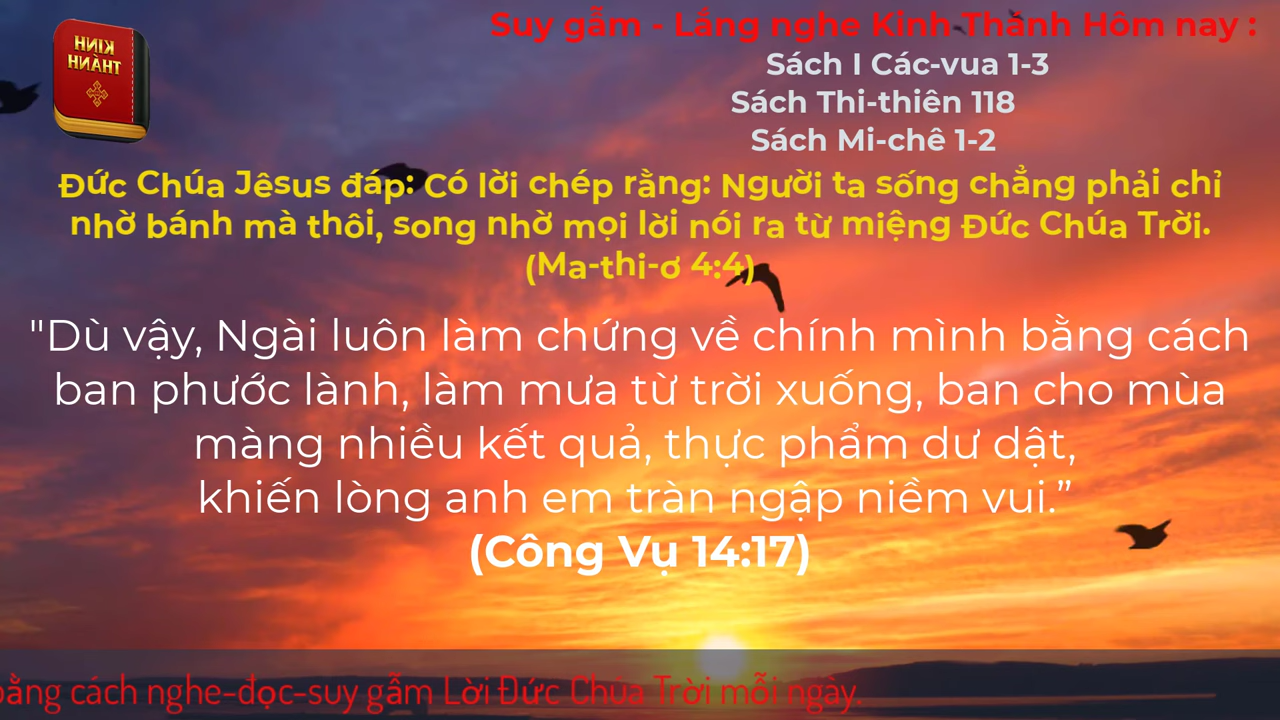 KINH
THÁNH
Suy gẫm - Lắng nghe Kinh Thánh Hôm nay :
Sách I Các-vua 1-3
Sách Thi-thiên 118
Sách Mi-chê 1-2
Đức Chúa Jêsus đáp: Có lời chép rằng: Người ta sống chẳng phải chỉ
nhờ bánh mà thôi, song nhờ mọi lời nói ra từ miệng Đức Chúa Trời.
(Ma-thi-ơ 4:4)
"Dù vậy, Ngài luôn làm chứng về chính mình bằng cách
ban phước lành, làm mưa từ trời xuống, ban cho mùa
màng nhiều kết quả, thực phẩm dư dật,
khiến lòng anh em tràn ngập niềm vui.”
(Công Vụ 14:17)
bằng cách nghe-đọc-suy gẫm Lời Đức Chúa Trời mỗi ngày.